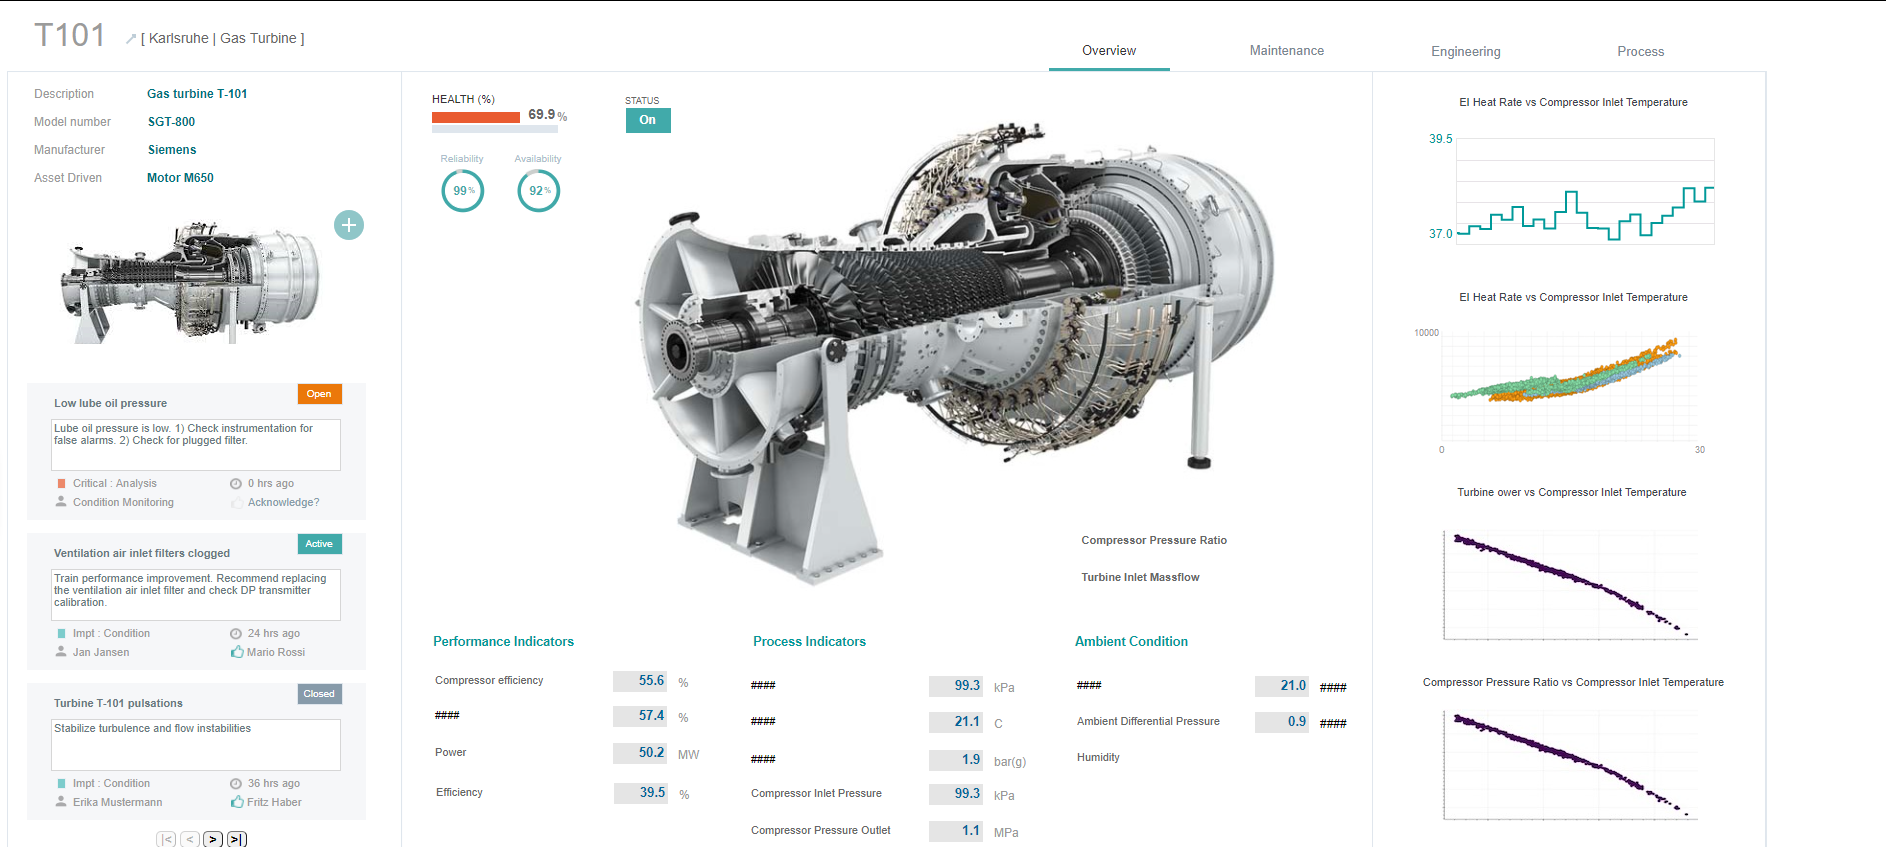 T101
[ Karlsruhe | Gas Turbine ]
Overview
Maintenance
Engineering
Process
Description
Gas turbine T-101
Model number
SGT-800
Manufacturer
Siemens
Asset Driven
Motor M650
+
Low lube oil pressure
Open
Lube oil pressure is low. 1) Check instrumentation for
false alarms. 2) Check for plugged filter.
Critical : Analysis
0 hrs ago
Condition Monitoring
Acknowledge?
Ventilation air inlet filters clogged
Active
Train performance improvement. Recommend replacing
the ventilation air inlet filter and check DP transmitter
calibration.
Impt : Condition
24 hrs ago
Jan Jansen
Mario Rossi
Turbine T-101 pulsations
Closed
Stabilize turbulence and flow instabilities
Impt : Condition
36 hrs ago
Erika Mustermann
Fritz Haber
|<
<
>
>|
HEALTH (%)
69.9 %
STATUS
On
Reliability
99%
Availability
92%
Compressor Pressure Ratio
Turbine Inlet Massflow
Performance Indicators
Compressor efficiency
55.6
%
####
57.4
%
Power
50.2
MW
Efficiency
39.5
%
Process Indicators
####
99.3
kPa
####
21.1
C
####
1.9
bar(g)
Compressor Inlet Pressure
99.3
kPa
Compressor Pressure Outlet
1.1
MPa
Ambient Condition
####
21.0
####
Ambient Differential Pressure
0.9
####
Humidity
EI Heat Rate vs Compressor Inlet Temperature
39.5
37.0
EI Heat Rate vs Compressor Inlet Temperature
10000
0
30
Turbine ower vs Compressor Inlet Temperature
Compressor Pressure Ratio vs Compressor Inlet Temperature